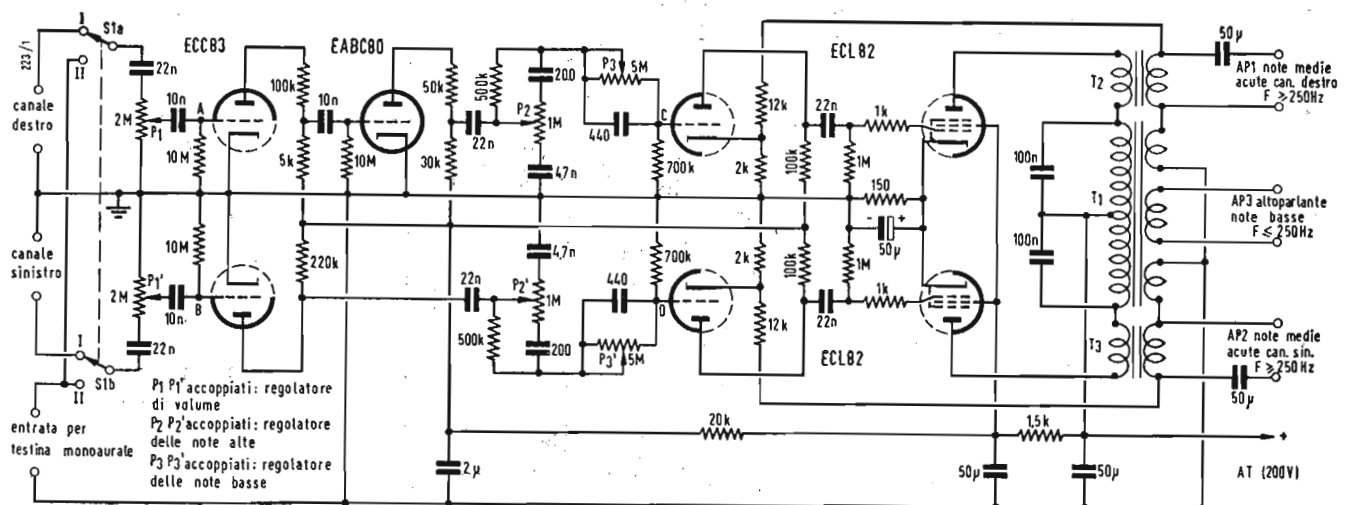 I
S1a
223/1
II
canale
destro
22n
2M
P1
10n
A
10M
ECC83
100k
5k
10n
EABC80
10M
50k
30k
22n
500k
200
P2
1M
4,7n
P3
5M
440
C
700k
ECL82
12k
2k
22n
100k
1M
1k
150
- +
50µ
T2
100n
T1
100n
T3
50µ
AP1 note medie
acute can. destro
F ⩾ 250Hz
AP3 altoparlante
note basse
F ⩽ 250Hz
AP2 note medie
acute can. sin.
F ⩾ 250Hz
50µ
canale
sinistro
10M
2M
P1'
10n
B
22n
I
S1b
II
220k
22n
500k
4,7n
P2'
1M
200
440
P3'
5M
700k
D
2k
12k
100k
22n
1M
1k
ECL82
entrata per
testina monoaurale
P1 P1' accoppiati: regolatore
di volume
P2 P2' accoppiati: regolatore
delle note alte
P3 P3' accoppiati: regolatore
delle note basse
2µ
20k
1,5k
50µ
50µ
+
AT (200V)